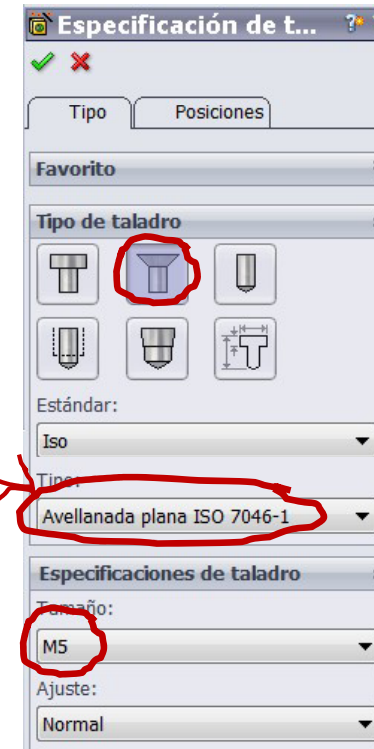 Especificación de t...
Tipo
Posiciones
Favorito
Tipo de taladro
Estándar:
Iso
Tipo:
Avellanada plana ISO 7046-1
Especificaciones de taladro
Tamaño:
M5
Ajuste:
Normal